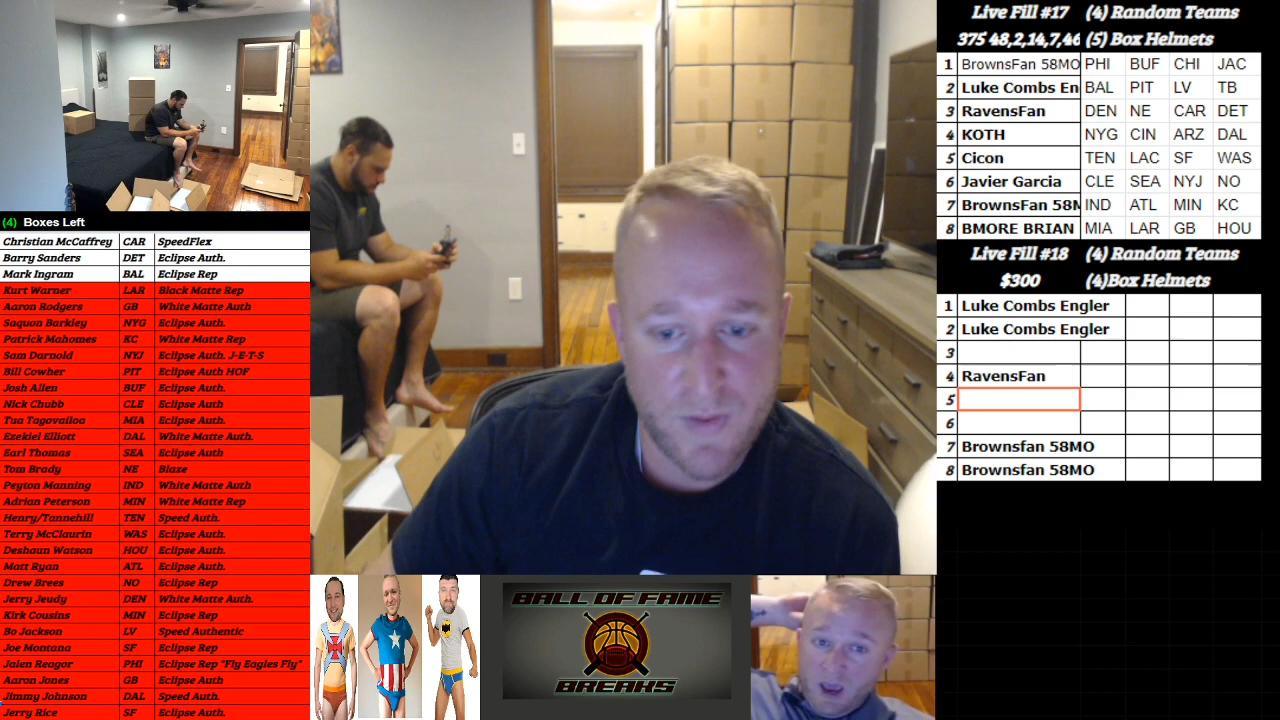 (4) Boxes Left
Christian McCaffrey CAR SpeedFlex
Barry Sanders DET Eclipse Auth.
Mark Ingram BAL Eclipse Rep
Kurt Warner LAR Black Matte Rep
Aaron Rodgers GB White Matte Auth
Saquon Barkley NYG Eclipse Auth.
Patrick Mahomes KC White Matte Rep
Sam Darnold NYJ Eclipse Auth. J-E-T-S
Bill Cowher PIT Eclipse Auth HOF
Josh Allen BUF Eclipse Auth.
Nick Chubb CLE Eclipse Auth
Tua Tagovailoa MIA Eclipse Auth.
Ezekiel Elliott DAL White Matte Auth
Earl Thomas SEA Eclipse Auth
Tom Brady NE Blaze
Peyton Manning IND White Matte Auth
Adrian Peterson MIN White Matte Rep
Henry/Tannehill TEN Speed Auth.
Terry McClaurin WAS Eclipse Auth.
Deshaun Watson HOU Eclipse Auth.
Matt Ryan ATL Eclipse Auth.
Drew Brees NO Eclipse Rep
Jerry Jeudy DEN White Matte Auth.
Kirk Cousins MIN Eclipse Rep
Bo Jackson LV Speed Authentic
Joe Montana SF Eclipse Rep
Jalen Reagor PHI Eclipse Rep "Fly Eagles Fly"
Aaron Jones GB Eclipse Auth
Jimmy Johnson DAL Speed Auth.
Jerry Rice SF Eclipse Auth.
BALL OF FAME
BREAKS
Live Fill #17 (4) Random Teams
375 48,2,14,7,46 (5) Box Helmets
1 BrownsFan 58MO PHI BUF CHI JAC
2 Luke Combs En BAL PIT LV TB
3 RavensFan DEN NE CAR DET
4 KOTH NYG CIN ARZ DAL
5 Cicon TEN LAC SF WAS
6 Javier Garcia CLE SEA NYJ NO
7 BrownsFan 58M IND ATL MIN KC
8 BMORE BRIAN MIA LAR GB HOU
Live Fill #18 (4) Random Teams
$300 (4)Box Helmets
1 Luke Combs Engler
2 Luke Combs Engler
3
4 RavensFan
5
6
7 Brownsfan 58MO
8 Brownsfan 58MO